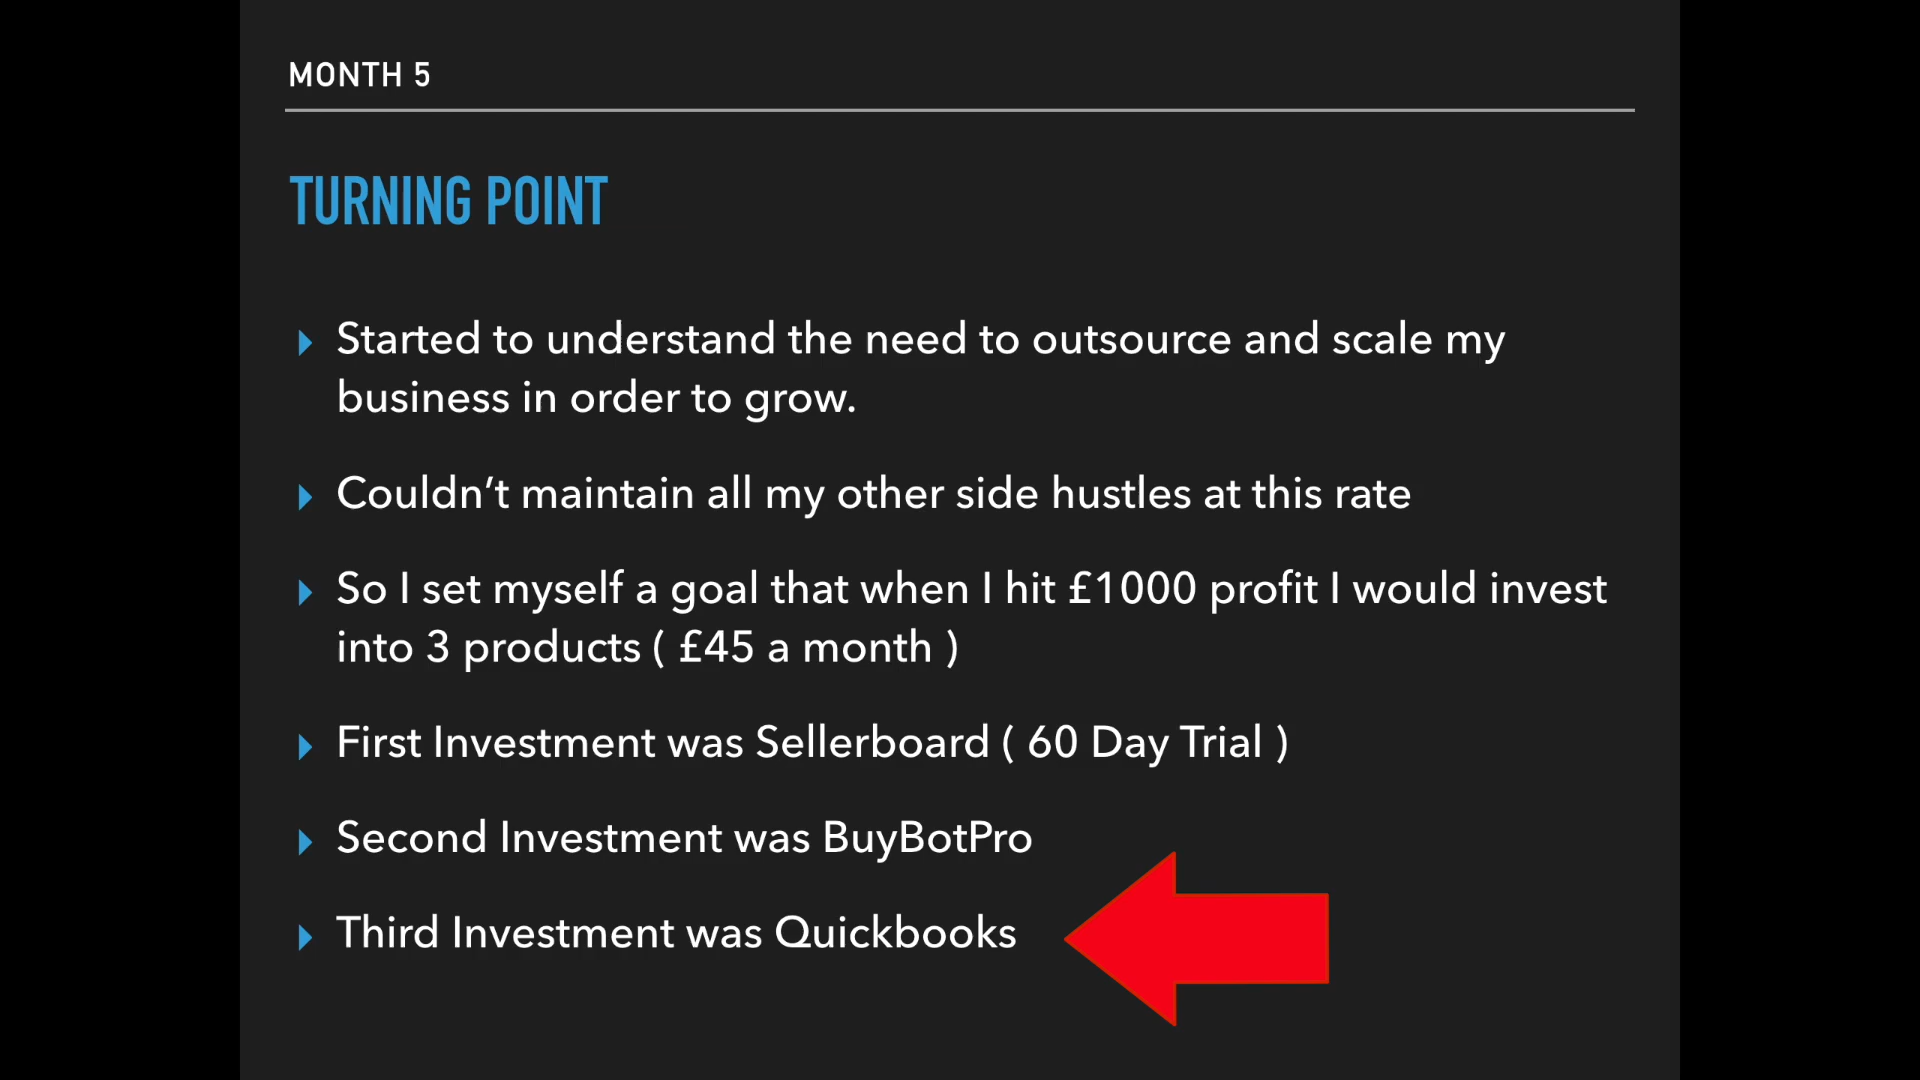 MONTH 5
TURNING POINT
Started to understand the need to outsource and scale my
business in order to grow.
Couldn’t maintain all my other side hustles at this rate
So I set myself a goal that when I hit £1000 profit I would invest
into 3 products ( £45 a month )
First Investment was Sellerboard ( 60 Day Trial )
Second Investment was BuyBotPro
Third Investment was Quickbooks